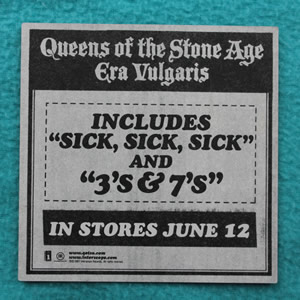 Queens of the Stone Age
Era Vulgaris
INCLUDES
“SICK, SICK, SICK”
AND
“3’S & 7’S”
IN STORES JUNE 12
www.qotsa.com
www.interscope.com